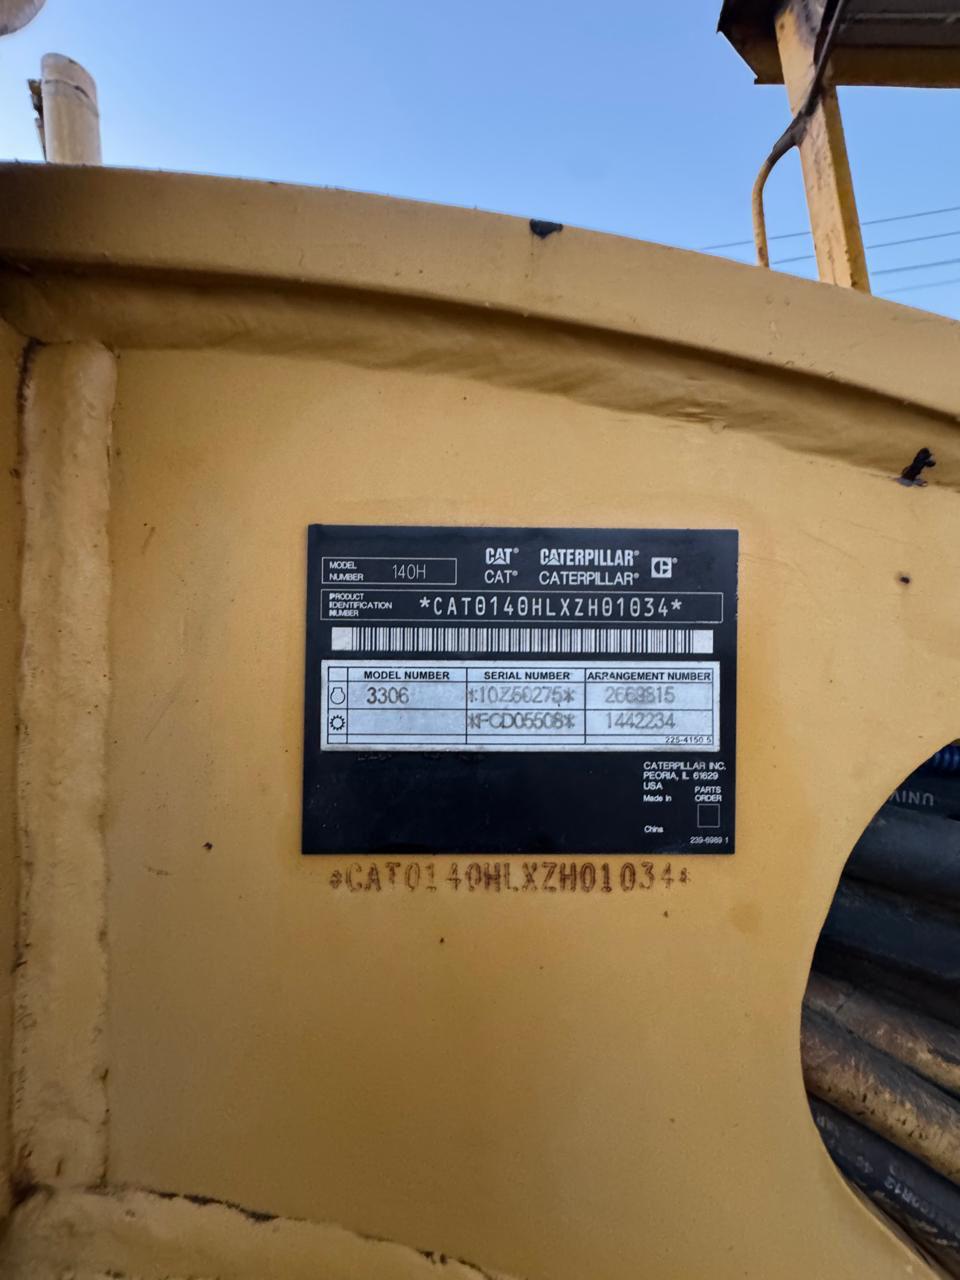 MODEL NUMBER 140H
CAT® CATERPILLAR®
CAT® CATERPILLAR®
PRODUCT IDENTIFICATION NUMBER *CAT0140HLXZH01034*
MODEL NUMBER SERIAL NUMBER ARRANGEMENT NUMBER
3306 *10Z50275* 2669815
*FCD05508* 1442234
225-4150 5
CATERPILLAR INC.
PEORIA, IL 61629
USA
Made in
China
PARTS
ORDER
239-6989 1
*CAT0140HLXZH01034*